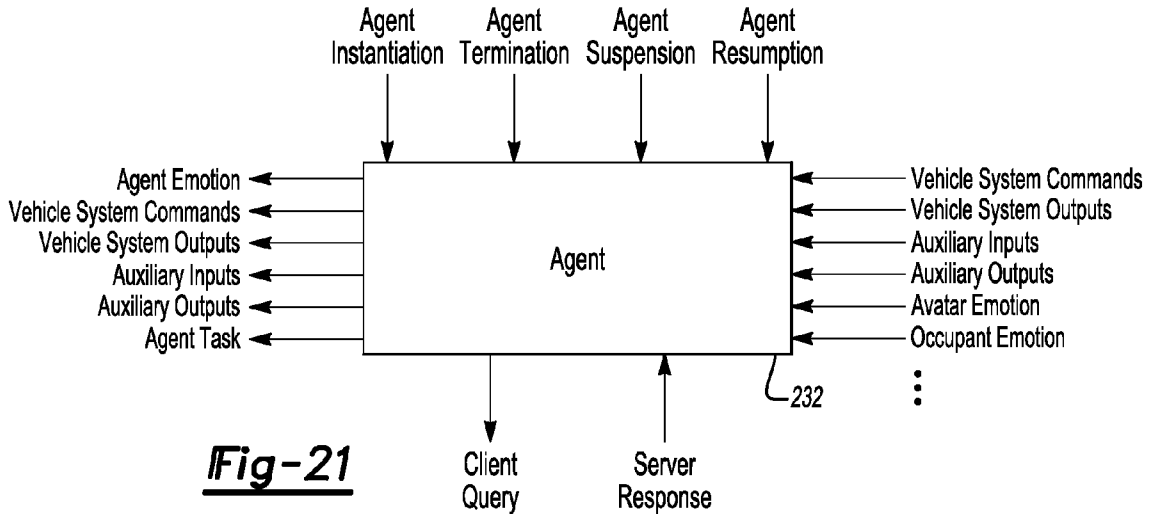 Agent
Instantiation
Agent
Termination
Agent
Suspension
Agent
Resumption
Agent Emotion
Vehicle System Commands
Vehicle System Outputs
Auxiliary Inputs
Auxiliary Outputs
Agent Task
Agent
Vehicle System Commands
Vehicle System Outputs
Auxiliary Inputs
Auxiliary Outputs
Avatar Emotion
Occupant Emotion
232
Client
Query
Server
Response
Fig-21